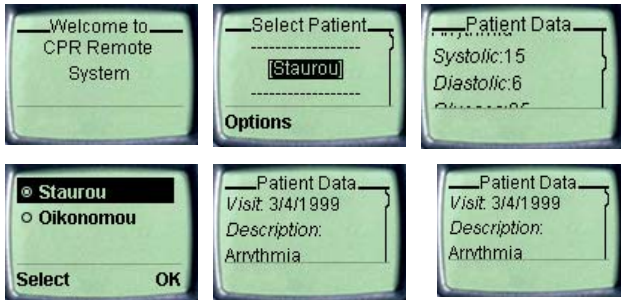 Welcome to
CPR Remote
System
Select Patient
[Staurou]
Options
Patient Data
Systolic:15
Diastolic:6
Staurou
Oikonomou
Select OK
Patient Data
Visit: 3/4/1999
Description:
Arrythmia
Patient Data
Visit: 3/4/1999
Description:
Arrythmia